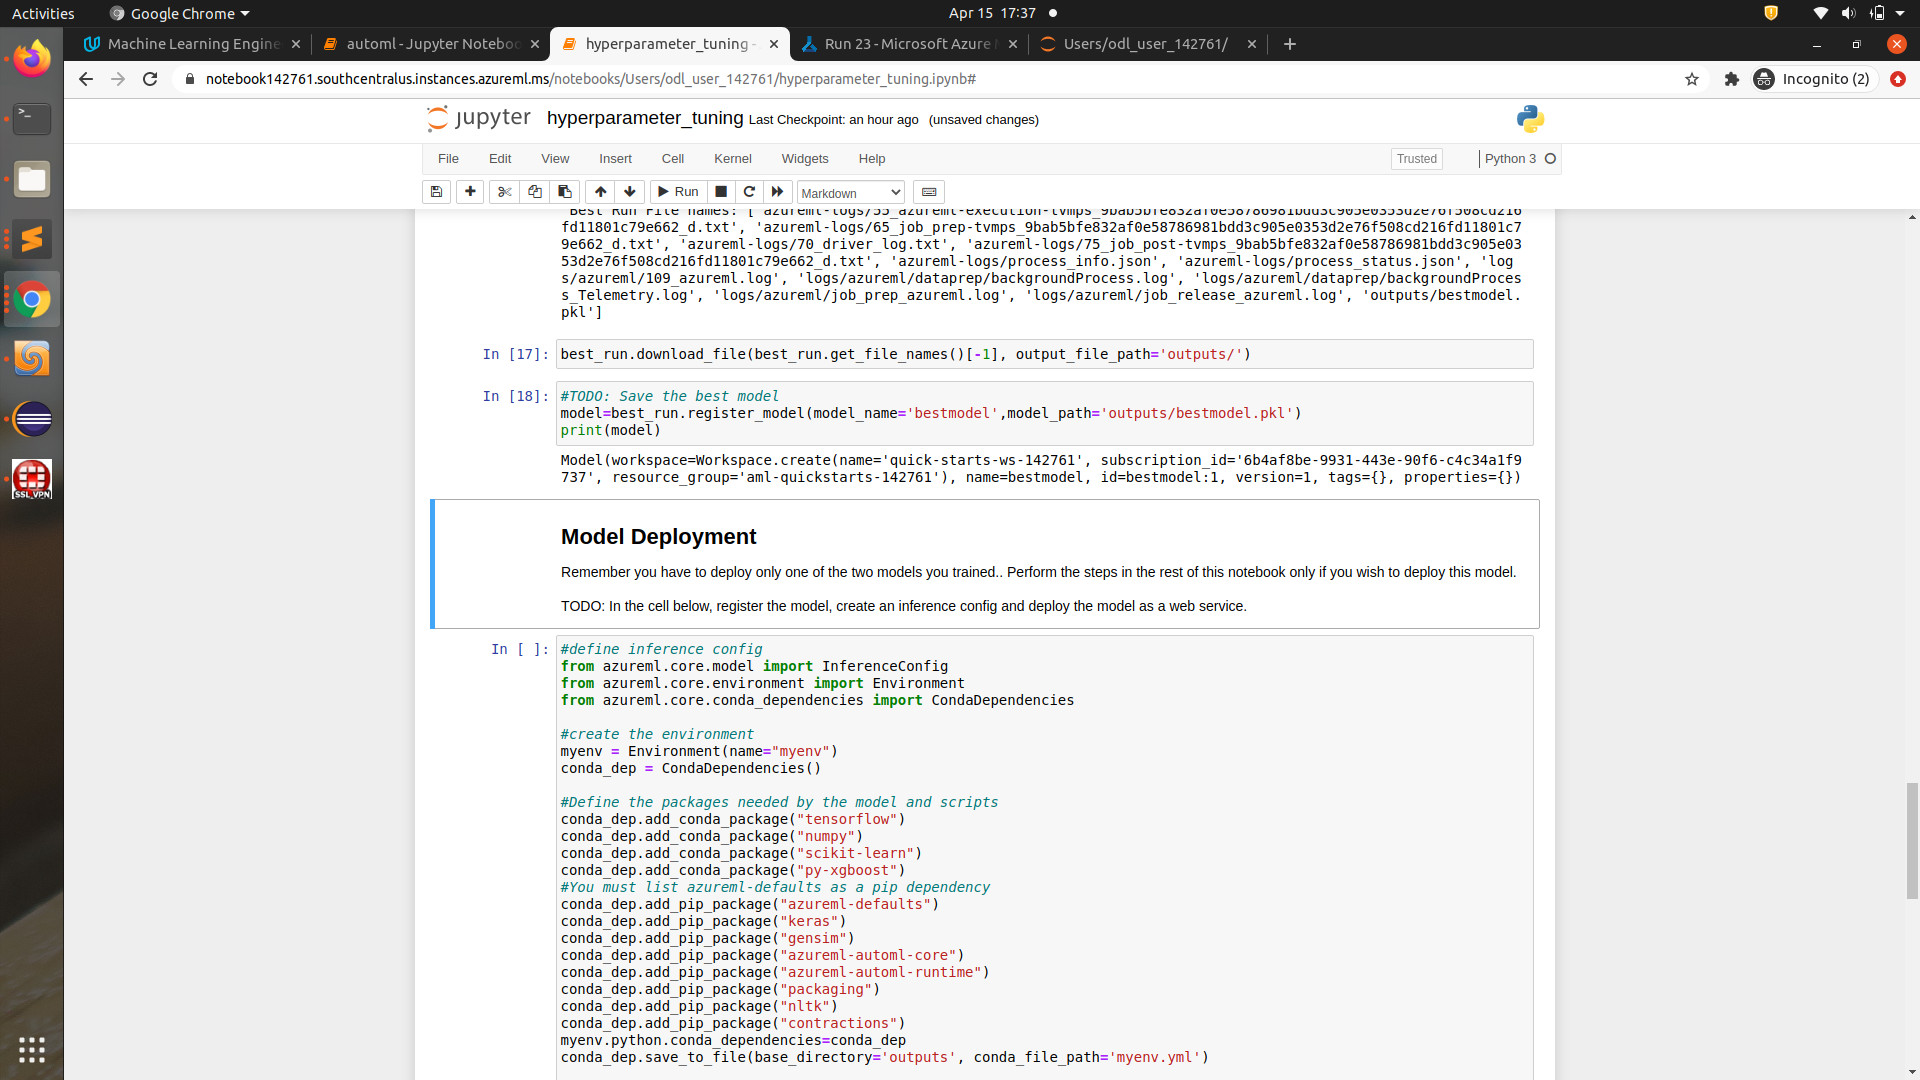 Activities
Google Chrome
Apr 15 17:37
Machine Learning Engine
automl - Jupyter Notebo
hyperparameter_tuning -
Run 23 - Microsoft Azure
Users/odl_user_142761/
notebook142761.southcentralus.instances.azureml.ms/notebooks/Users/odl_user_142761/hyperparameter_tuning.ipynb#
Incognito (2)
jupyter hyperparameter_tuning Last Checkpoint: an hour ago (unsaved changes)
File Edit View Insert Cell Kernel Widgets Help
Trusted
Python 3
Run
Markdown
Best Run File names: ['azureml-logs/55_azureml-execution-tvmps_9bab5bfe832af0e58786981bdd3c905e0353d2e76f508cd216
fd11801c79e662_d.txt', 'azureml-logs/65_job_prep-tvmps_9bab5bfe832af0e58786981bdd3c905e0353d2e76f508cd216fd11801c7
9e662_d.txt', 'azureml-logs/70_driver_log.txt', 'azureml-logs/75_job_post-tvmps_9bab5bfe832af0e58786981bdd3c905e03
53d2e76f508cd216fd11801c79e662_d.txt', 'azureml-logs/process_info.json', 'azureml-logs/process_status.json', 'log
s/azureml/109_azureml.log', 'logs/azureml/dataprep/backgroundProcess.log', 'logs/azureml/dataprep/backgroundProces
s_Telemetry.log', 'logs/azureml/job_prep_azureml.log', 'logs/azureml/job_release_azureml.log', 'outputs/bestmodel.
pkl']
In [17]: best_run.download_file(best_run.get_file_names()[-1], output_file_path='outputs/')
In [18]: #TODO: Save the best model
model=best_run.register_model(model_name='bestmodel',model_path='outputs/bestmodel.pkl')
print(model)
Model(workspace=Workspace.create(name='quick-starts-ws-142761', subscription_id='6b4af8be-9931-443e-90f6-c4c34a1f9
737', resource_group='aml-quickstarts-142761'), name=bestmodel, id=bestmodel:1, version=1, tags={}, properties={})
Model Deployment
Remember you have to deploy only one of the two models you trained.. Perform the steps in the rest of this notebook only if you wish to deploy this model.
TODO: In the cell below, register the model, create an inference config and deploy the model as a web service.
In [ ]: #define inference config
from azureml.core.model import InferenceConfig
from azureml.core.environment import Environment
from azureml.core.conda_dependencies import CondaDependencies
#create the environment
myenv = Environment(name="myenv")
conda_dep = CondaDependencies()
#Define the packages needed by the model and scripts
conda_dep.add_conda_package("tensorflow")
conda_dep.add_conda_package("numpy")
conda_dep.add_conda_package("scikit-learn")
conda_dep.add_conda_package("py-xgboost")
#You must list azureml-defaults as a pip dependency
conda_dep.add_pip_package("azureml-defaults")
conda_dep.add_pip_package("keras")
conda_dep.add_pip_package("gensim")
conda_dep.add_pip_package("azureml-automl-core")
conda_dep.add_pip_package("azureml-automl-runtime")
conda_dep.add_pip_package("packaging")
conda_dep.add_pip_package("nltk")
conda_dep.add_pip_package("contractions")
myenv.python.conda_dependencies=conda_dep
conda_dep.save_to_file(base_directory='outputs', conda_file_path='myenv.yml')
SSL VPN